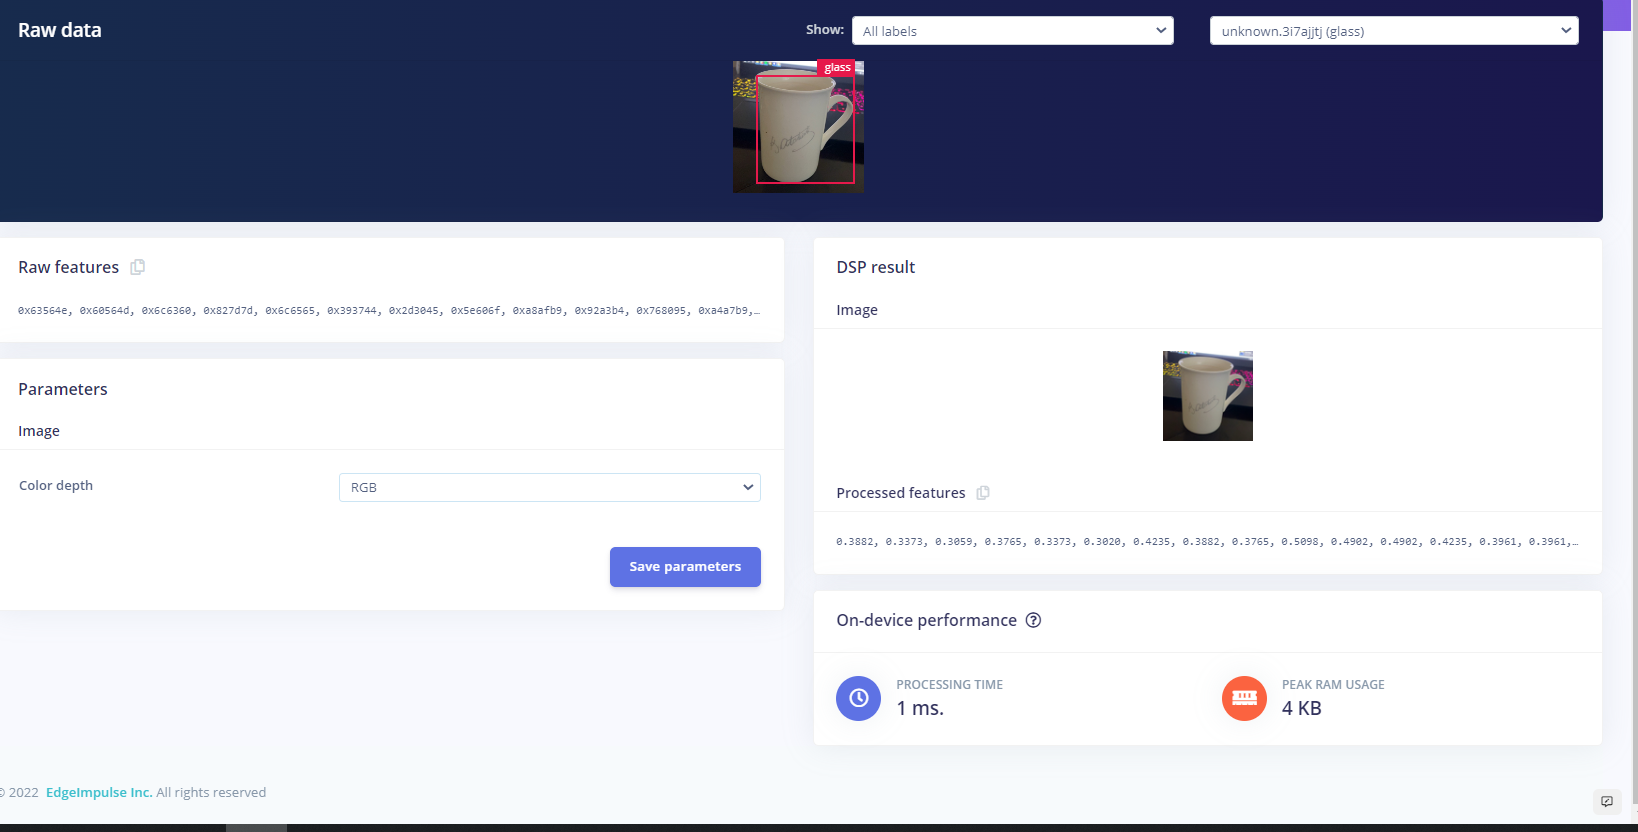 Raw data
Show:
All labels
unknown.3i7ajjtj (glass)
glass
Raw features
0x63564e, 0x60564d, 0x6c6360, 0x827d7d, 0x6c6565, 0x393744, 0x2d3045, 0x5e606f, 0xa8afb9, 0x92a3b4, 0x768095, 0xa4a7b9,…
Parameters
Image
Color depth
RGB
Save parameters
DSP result
Image
Processed features
0.3882, 0.3373, 0.3059, 0.3765, 0.3373, 0.3020, 0.4235, 0.3882, 0.3765, 0.5098, 0.4902, 0.4902, 0.4235, 0.3961, 0.3961,…
On-device performance
PROCESSING TIME
1 ms.
PEAK RAM USAGE
4 KB
© 2022 EdgeImpulse Inc. All rights reserved